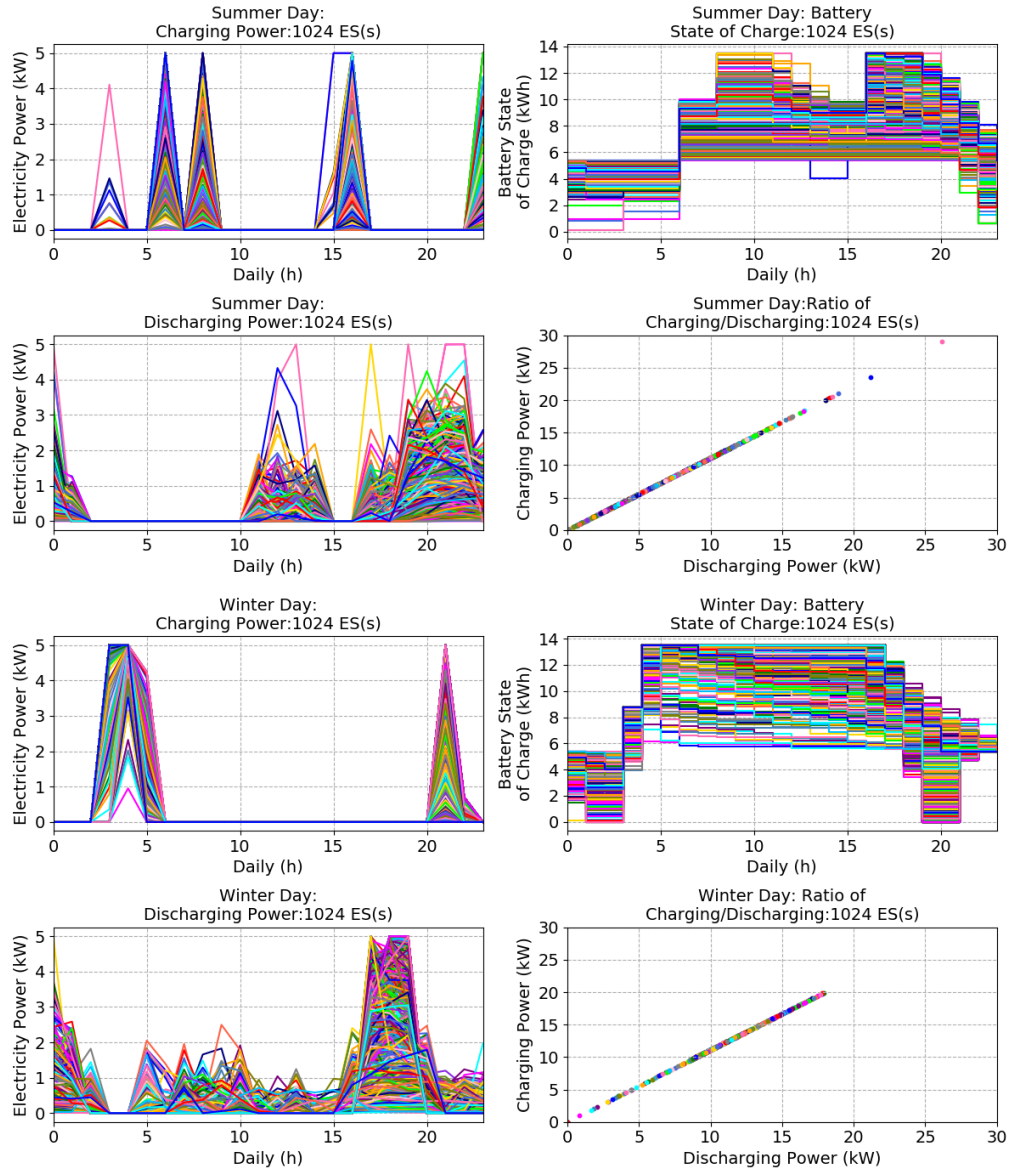 Summer Day:
Charging Power:1024 ES(s)
Electricity Power (kW)
5
4
3
2
1
0
0 5 10 15 20
Daily (h)
Summer Day: Battery
State of Charge:1024 ES(s)
Battery State
of Charge (kWh)
14
12
10
8
6
4
2
0
0 5 10 15 20
Daily (h)
Summer Day:
Discharging Power:1024 ES(s)
Electricity Power (kW)
5
4
3
2
1
0
0 5 10 15 20
Daily (h)
Summer Day:Ratio of
Charging/Discharging:1024 ES(s)
Charging Power (kW)
30
25
20
15
10
5
0
0 5 10 15 20 25 30
Discharging Power (kW)
Winter Day:
Charging Power:1024 ES(s)
Electricity Power (kW)
5
4
3
2
1
0
0 5 10 15 20
Daily (h)
Winter Day: Battery
State of Charge:1024 ES(s)
Battery State
of Charge (kWh)
14
12
10
8
6
4
2
0
0 5 10 15 20
Daily (h)
Winter Day:
Discharging Power:1024 ES(s)
Electricity Power (kW)
5
4
3
2
1
0
0 5 10 15 20
Daily (h)
Winter Day: Ratio of
Charging/Discharging:1024 ES(s)
Charging Power (kW)
30
25
20
15
10
5
0
0 5 10 15 20 25 30
Discharging Power (kW)